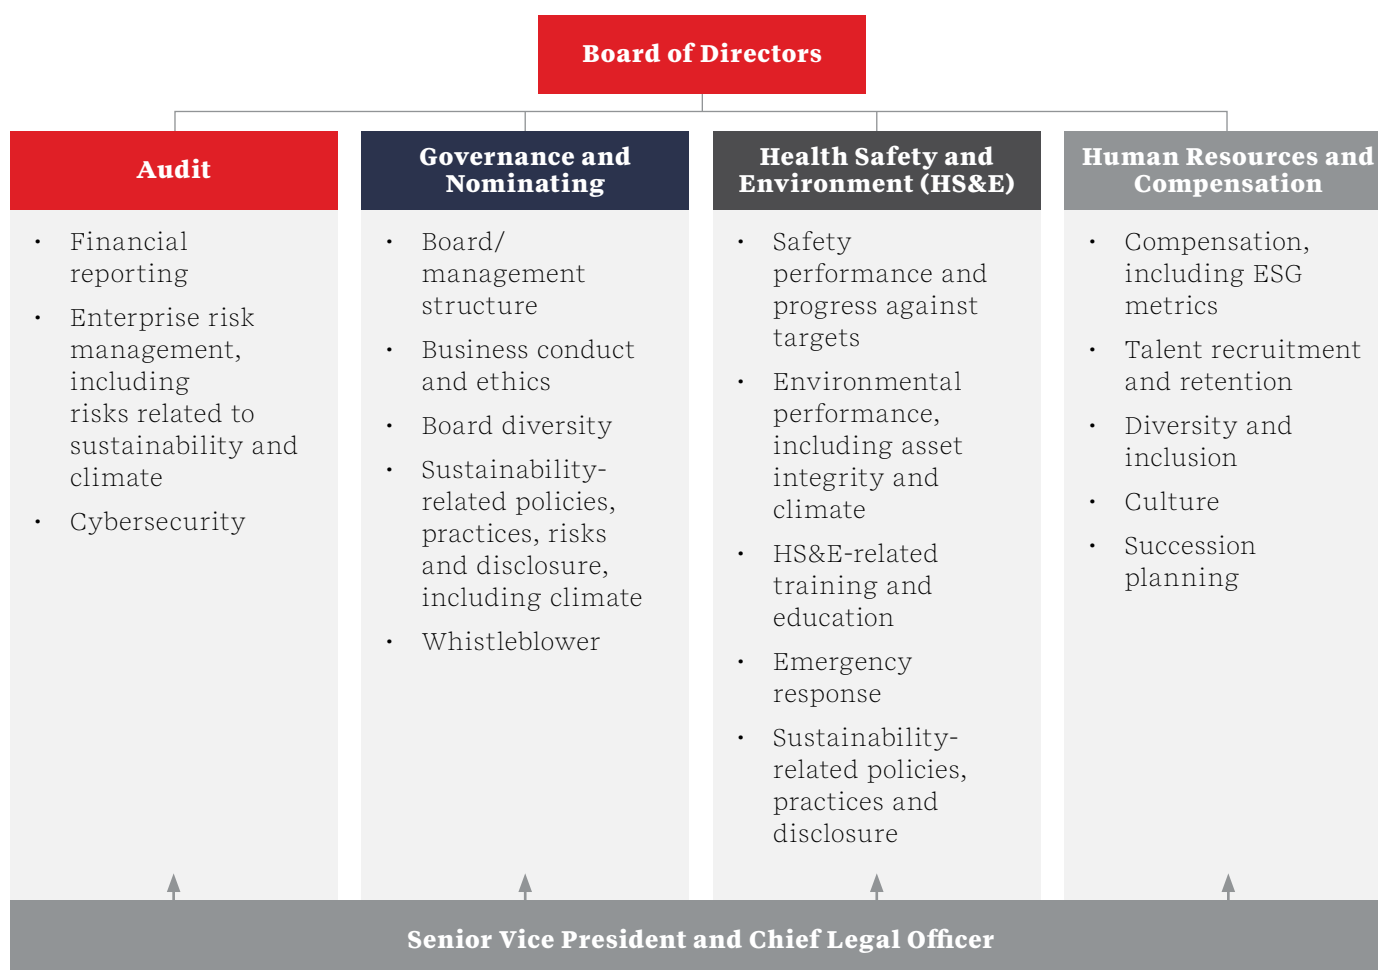 Board of Directors
Audit
• Financial
reporting
• Enterprise risk
management,
including
risks related to
sustainability and
climate
• Cybersecurity
Governance and
Nominating
• Board/
management
structure
• Business conduct
and ethics
• Board diversity
• Sustainability-
related policies,
practices, risks
and disclosure,
including climate
• Whistleblower
Health Safety and
Environment (HS&E)
• Safety
performance and
progress against
targets
• Environmental
performance,
including asset
integrity and
climate
• HS&E-related
training and
education
• Emergency
response
• Sustainability-
related policies,
practices and
disclosure
Human Resources and
Compensation
• Compensation,
including ESG
metrics
• Talent recruitment
and retention
• Diversity and
inclusion
• Culture
• Succession
planning
Senior Vice President and Chief Legal Officer